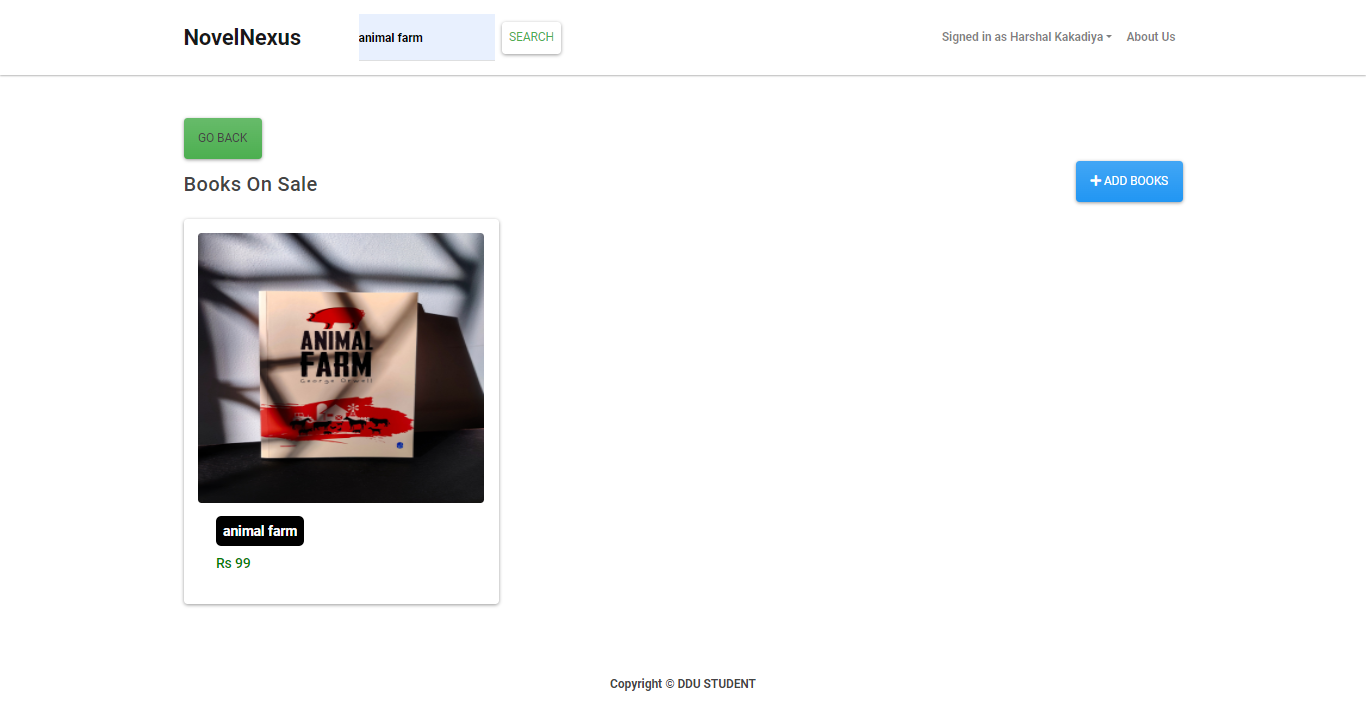 NovelNexus
animal farm
SEARCH
Signed in as Harshal Kakadiya
About Us
GO BACK
Books On Sale
ADD BOOKS
ANIMAL
FARM
George Orwell
animal farm
Rs 99
Copyright © DDU STUDENT